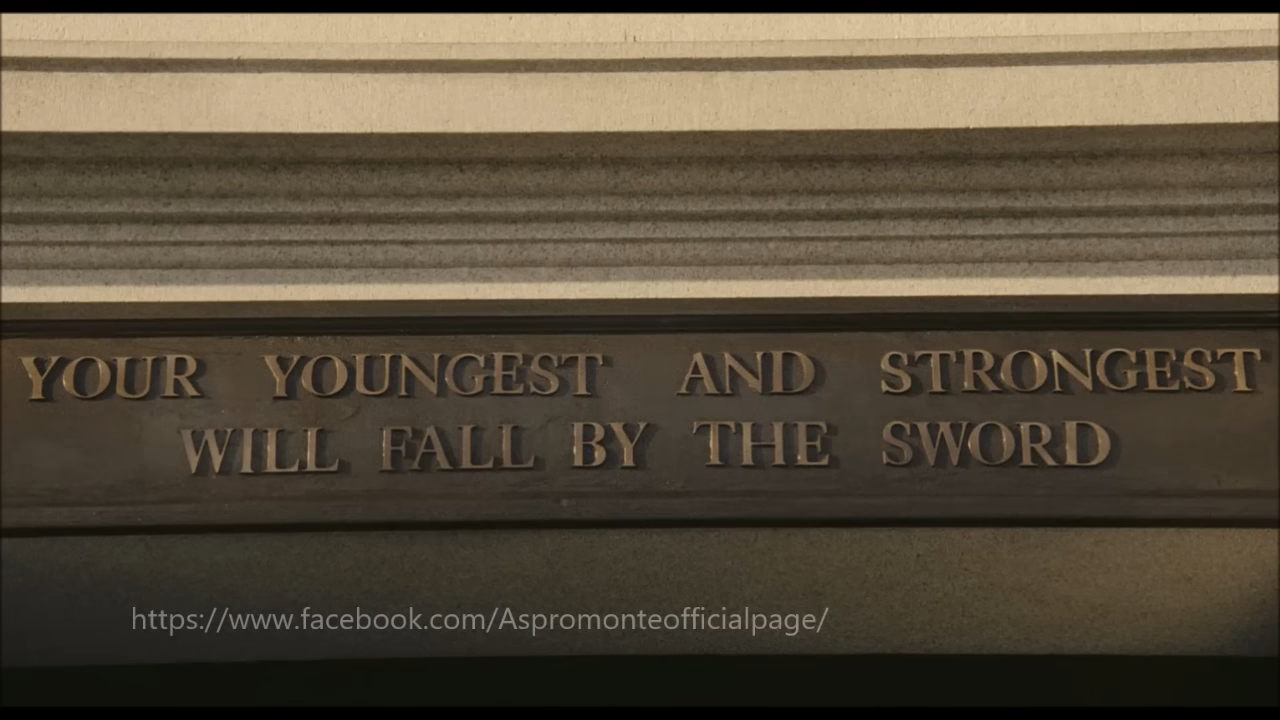 YOUR YOUNGEST AND STRONGEST
WILL FALL BY THE SWORD
https://www.facebook.com/Aspromonteofficialpage/